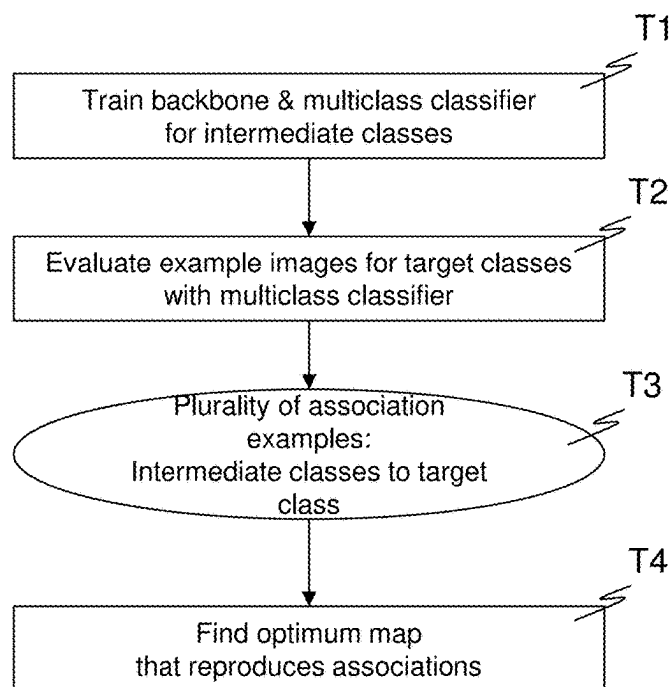 T1
Train backbone & multiclass classifier
for intermediate classes
T2
Evaluate example images for target classes
with multiclass classifier
T3
Plurality of association
examples:
Intermediate classes to target
class
T4
Find optimum map
that reproduces associations